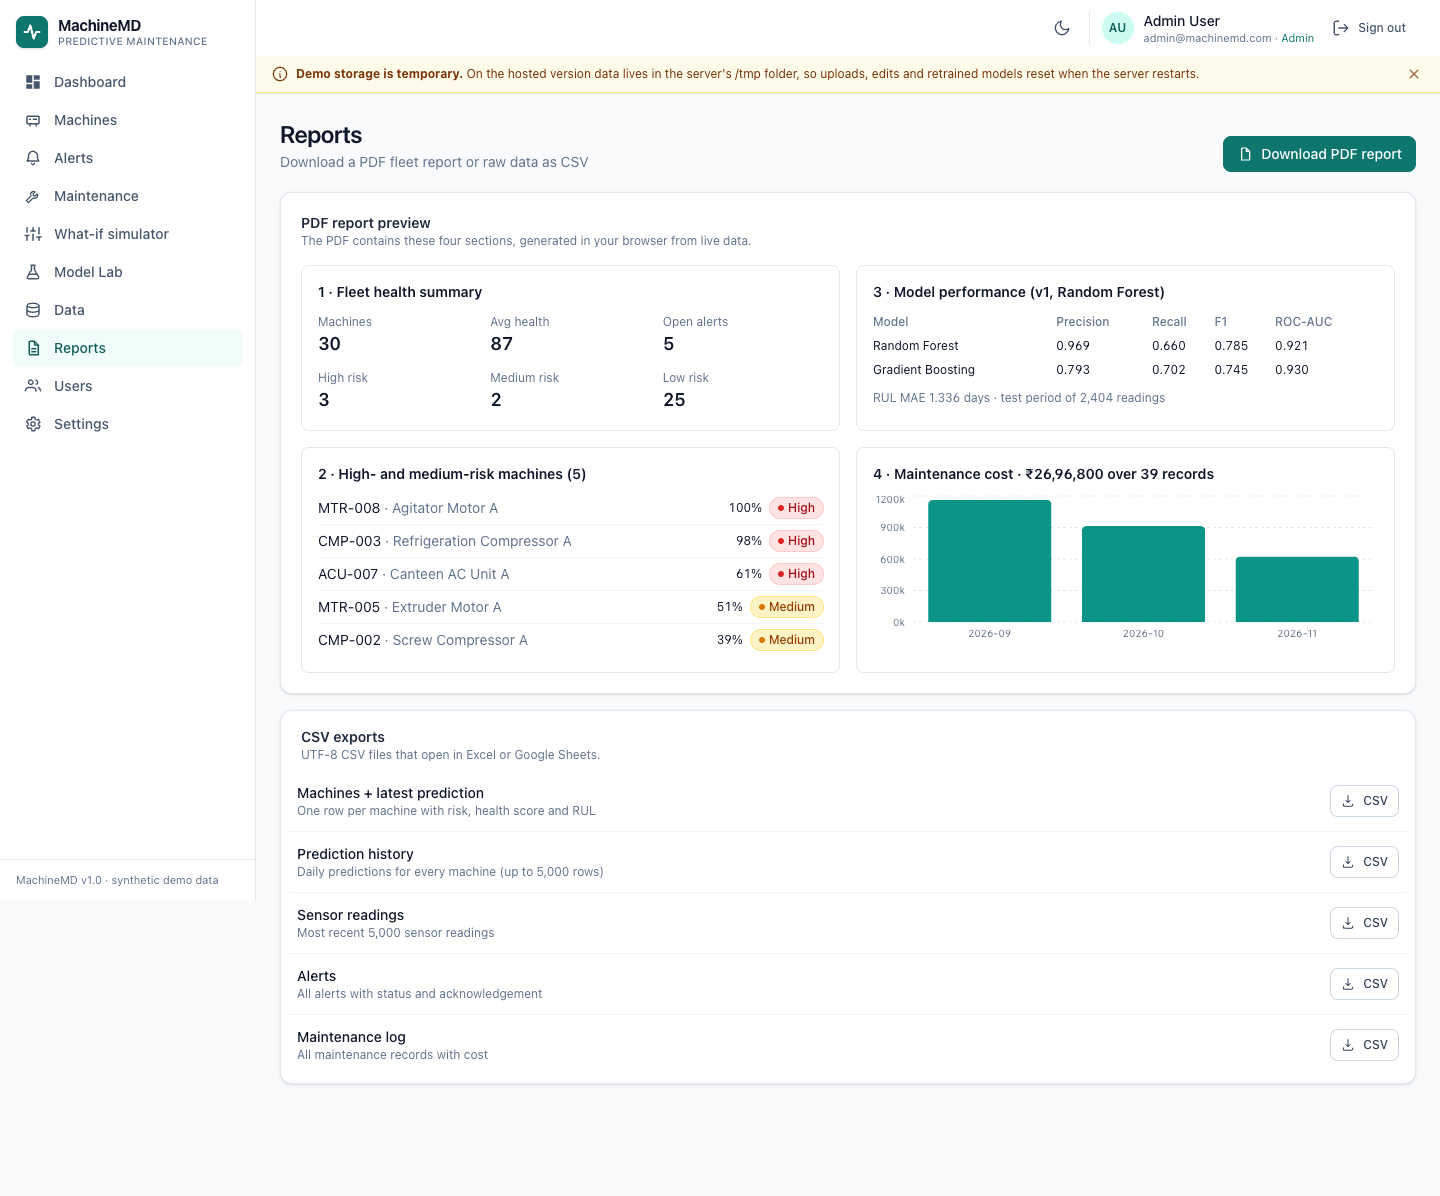 MachineMD
PREDICTIVE MAINTENANCE
Dashboard
Machines
Alerts
Maintenance
What-if simulator
Model Lab
Data
Reports
Users
Settings
MachineMD v1.0 · synthetic demo data
AU
Admin User
admin@machinemd.com · Admin
Sign out
Demo storage is temporary. On the hosted version data lives in the server's /tmp folder, so uploads, edits and retrained models reset when the server restarts.
Reports
Download a PDF fleet report or raw data as CSV
Download PDF report
PDF report preview
The PDF contains these four sections, generated in your browser from live data.
1 · Fleet health summary
Machines Avg health Open alerts
30 87 5
High risk Medium risk Low risk
3 2 25
3 · Model performance (v1, Random Forest)
Model Precision Recall F1 ROC-AUC
Random Forest 0.969 0.660 0.785 0.921
Gradient Boosting 0.793 0.702 0.745 0.930
RUL MAE 1.336 days · test period of 2,404 readings
2 · High- and medium-risk machines (5)
MTR-008 · Agitator Motor A 100% High
CMP-003 · Refrigeration Compressor A 98% High
ACU-007 · Canteen AC Unit A 61% High
MTR-005 · Extruder Motor A 51% Medium
CMP-002 · Screw Compressor A 39% Medium
4 · Maintenance cost · ₹26,96,800 over 39 records
1200k
900k
600k
300k
0k
2026-09 2026-10 2026-11
CSV exports
UTF-8 CSV files that open in Excel or Google Sheets.
Machines + latest prediction
One row per machine with risk, health score and RUL
CSV
Prediction history
Daily predictions for every machine (up to 5,000 rows)
CSV
Sensor readings
Most recent 5,000 sensor readings
CSV
Alerts
All alerts with status and acknowledgement
CSV
Maintenance log
All maintenance records with cost
CSV